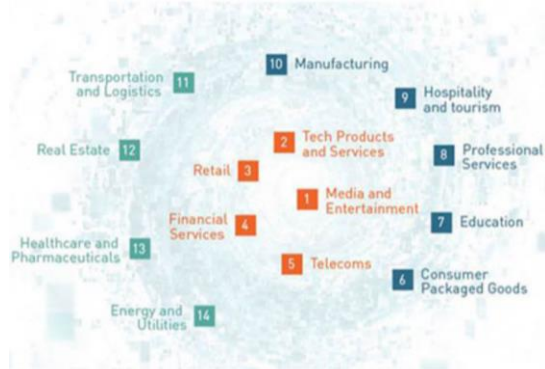 10 Manufacturing
Transportation
and Logistics 11
9 Hospitality
and tourism
2 Tech Products
and Services
Real Estate 12
8 Professional
Services
Retail 3
1 Media and
Entertainment
Financial
Services 4
7 Education
Healthcare and
Pharmaceuticals 13
5 Telecoms
6 Consumer
Packaged Goods
Energy and
Utilities 14